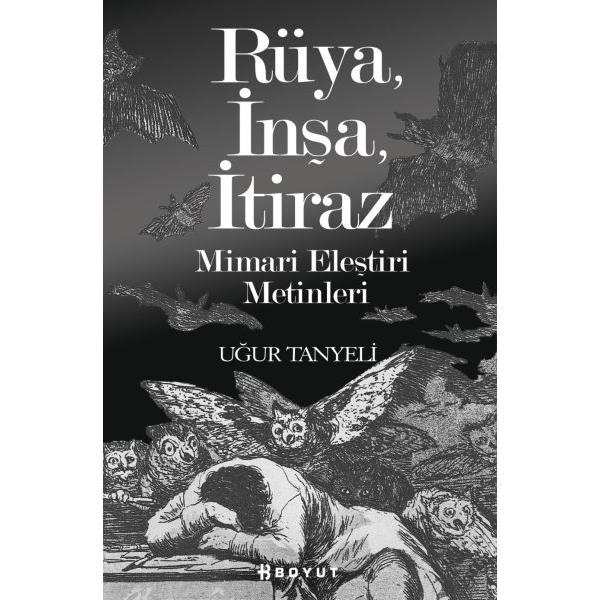 Rüya,
İnşa,
İtiraz
Mimari Eleştiri
Metinleri
UĞUR TANYELİ
BOYUT